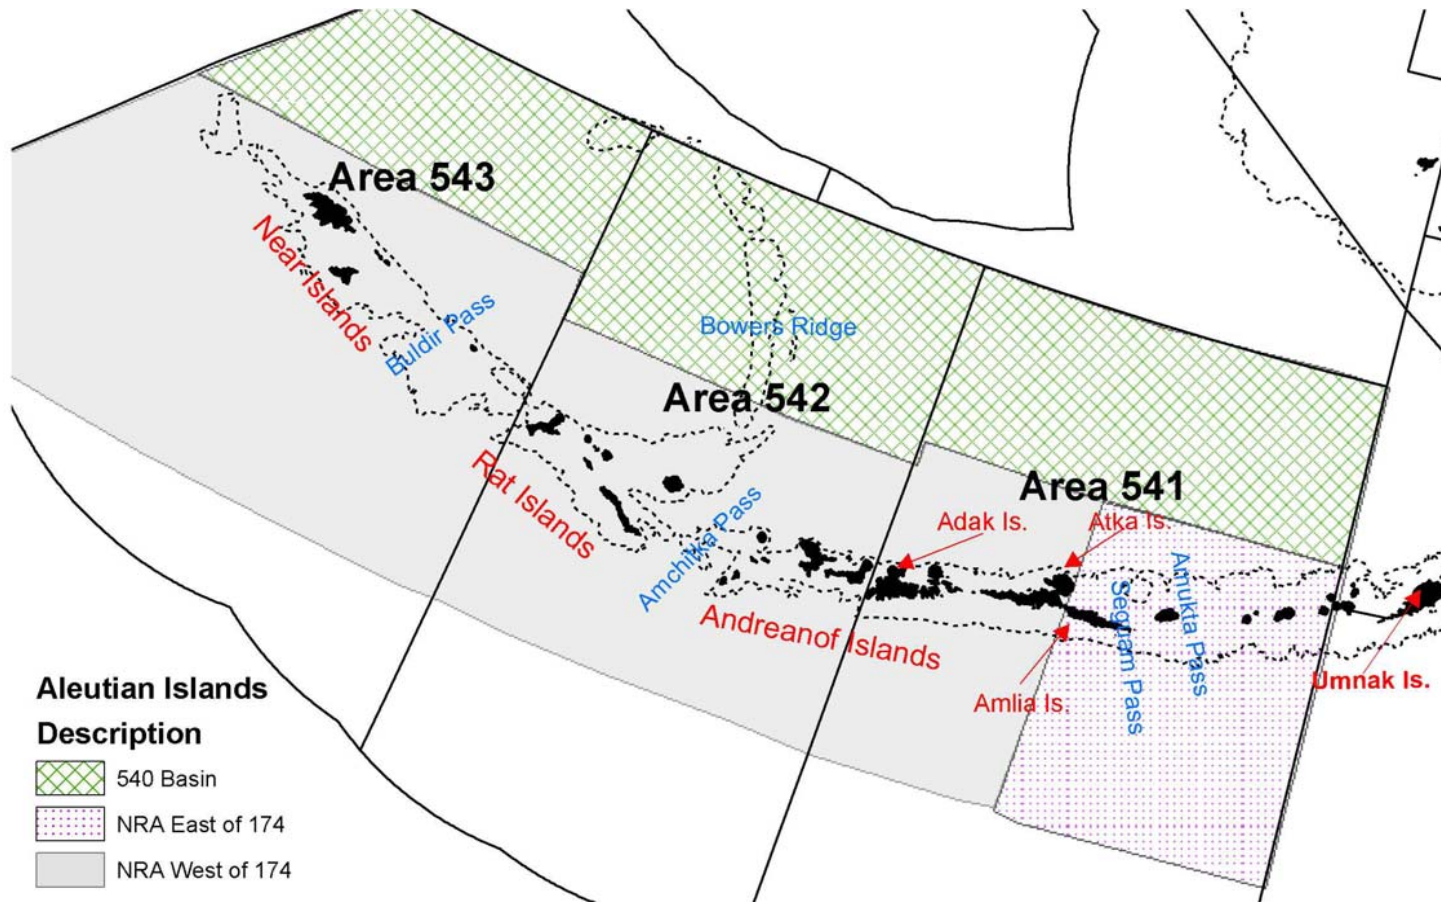 Area 543
Near Islands
Buldir Pass
Bowers Ridge
Area 542
Rat Islands
Amchitka Pass
Area 541
Adak Is.
Atka Is.
Andreanof Islands
Amlia Is.
Seguam Pass
Amukta Pass
Umnak Is.
Aleutian Islands
Description
540 Basin
NRA East of 174
NRA West of 174